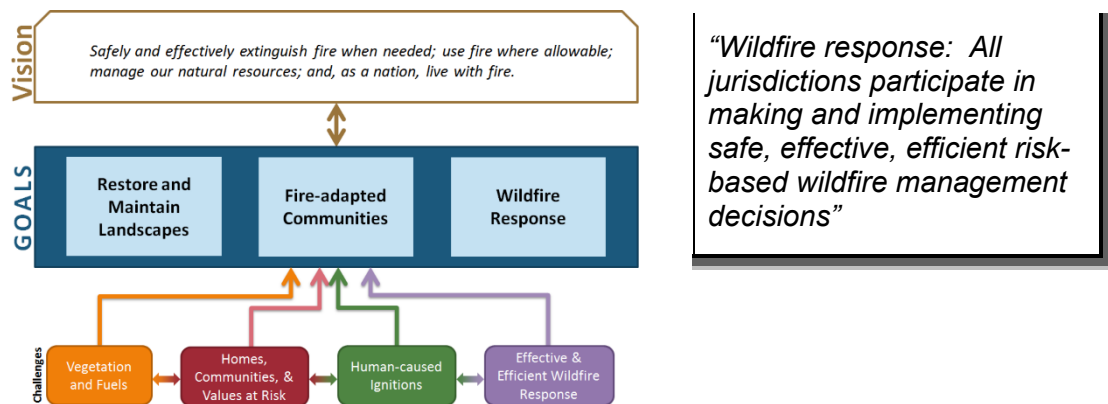 Vision
Safely and effectively extinguish fire when needed; use fire where allowable;
manage our natural resources; and, as a nation, live with fire.
GOALS
Restore and
Maintain
Landscapes
Fire-adapted
Communities
Wildfire
Response
Challenges
Vegetation
and Fuels
Homes,
Communities, &
Values at Risk
Human-caused
Ignitions
Effective &
Efficient Wildfire
Response
“Wildfire response:  All
jurisdictions participate in
making and implementing
safe, effective, efficient risk-
based wildfire management
decisions”